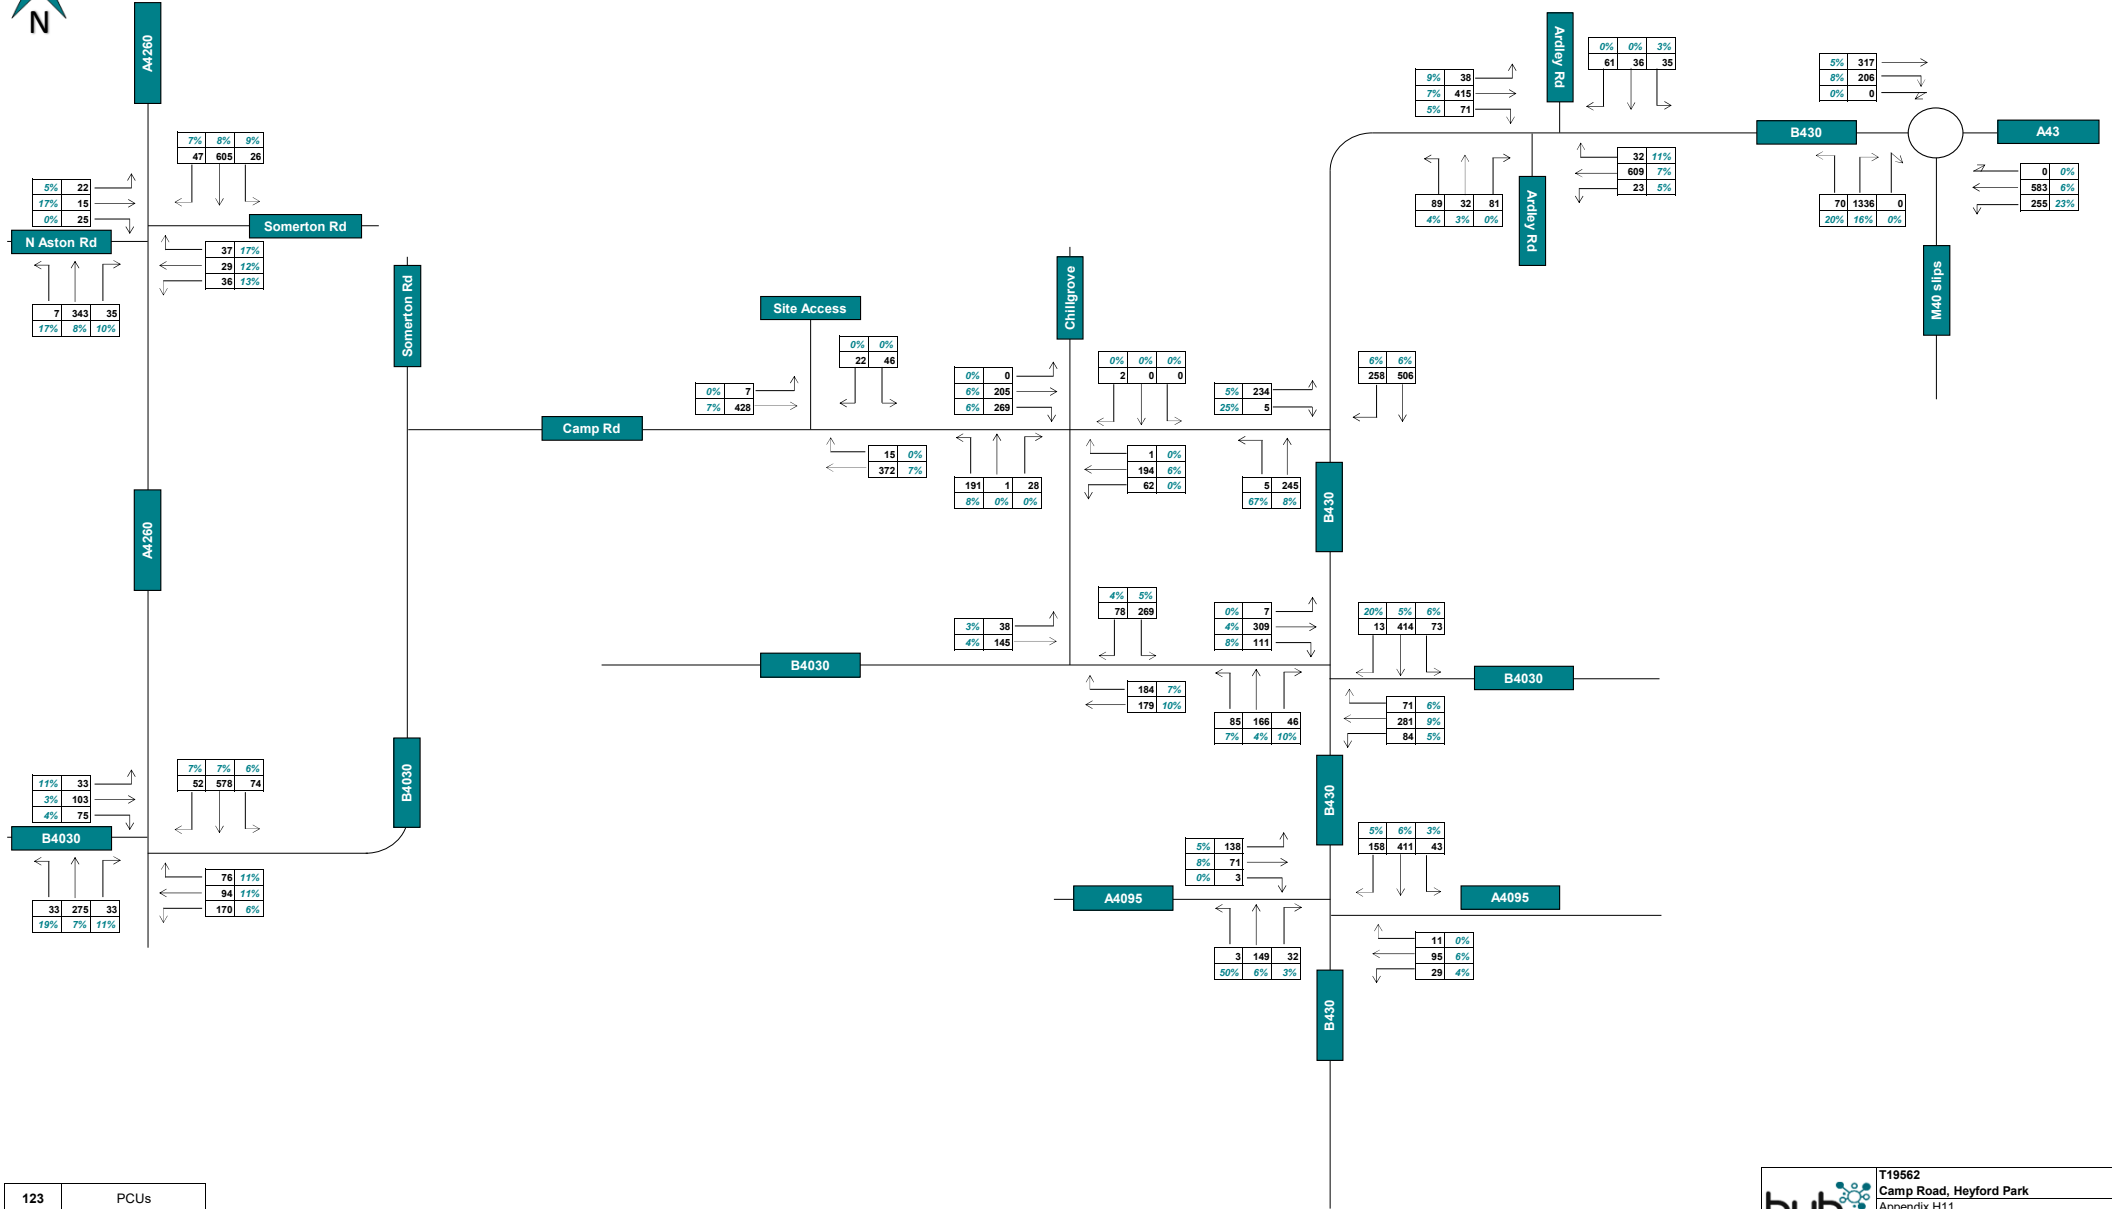 N
A4260
7% 8% 9%
47 605 26
5% 22
17% 15
0% 25
Somerton Rd
N Aston Rd
37 17%
29 12%
36 13%
7 343 35
17% 8% 10%
A4260
7% 7% 6%
52 578 74
11% 33
3% 103
4% 75
B4030
76 11%
94 11%
170 6%
33 275 33
19% 7% 11%
Somerton Rd
B4030
Camp Rd
Site Access
0% 0%
22 46
0% 7
7% 428
15 0%
372 7%
Chillgrove
0% 0
6% 205
6% 269
0% 0% 0%
2 0 0
191 1 28
8% 0% 0%
1 0%
194 6%
62 0%
5% 234
25% 5
6% 6%
258 506
5 245
67% 8%
B430
4% 5%
78 269
3% 38
4% 145
B4030
184 7%
179 10%
0% 7
4% 309
8% 111
20% 5% 6%
13 414 73
B4030
85 166 46
7% 4% 10%
71 6%
281 9%
84 5%
B430
5% 138
8% 71
0% 3
5% 6% 3%
158 411 43
A4095
A4095
3 149 32
50% 6% 3%
11 0%
95 6%
29 4%
B430
Ardley Rd
0% 0% 3%
61 36 35
9% 38
7% 415
5% 71
32 11%
609 7%
23 5%
89 32 81
4% 3% 0%
Ardley Rd
B430
5% 317
8% 206
0% 0
A43
0 0%
583 6%
255 23%
70 1336 0
20% 16% 0%
M40 slips
123 PCUs
hub
T19562
Camp Road, Heyford Park
Appendix H11